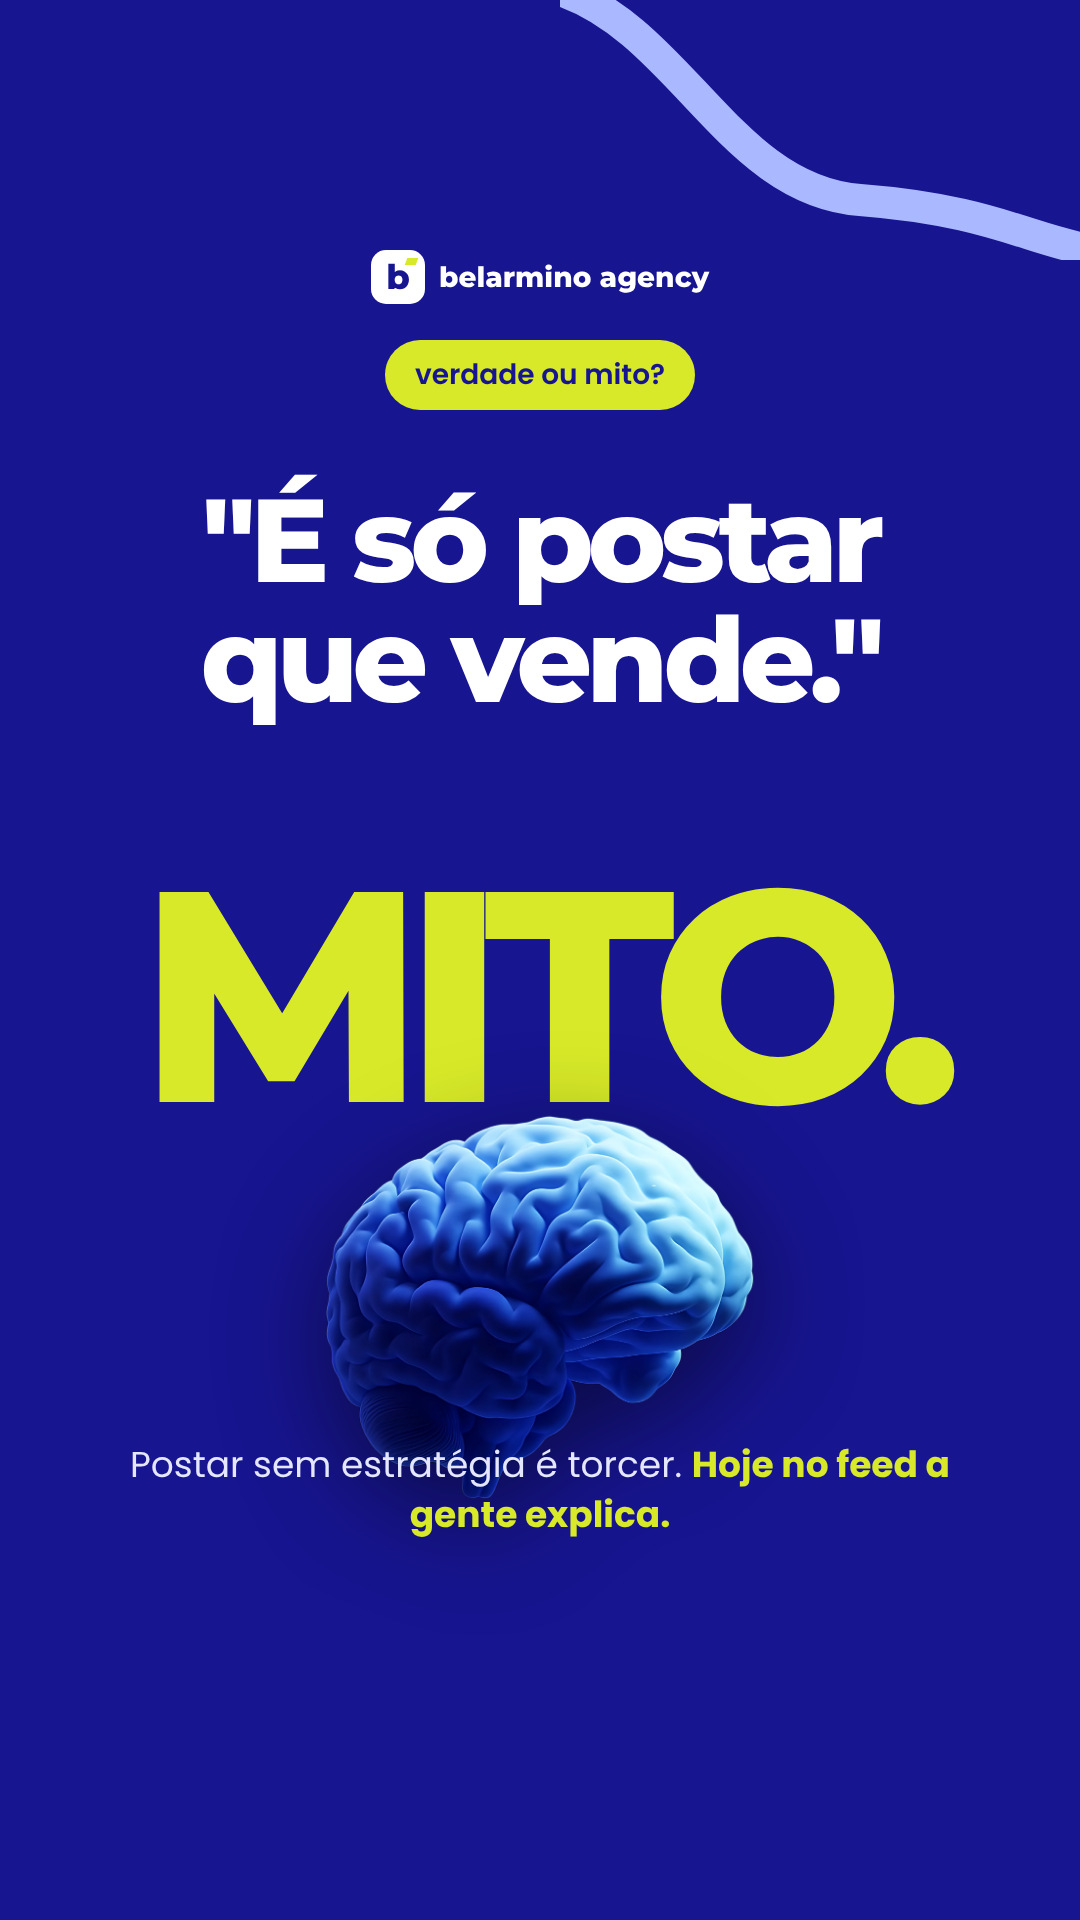 belarmino agency
verdade ou mito?
"É só postar
que vende."
MITO.
Postar sem estratégia é torcer. Hoje no feed a
gente explica.